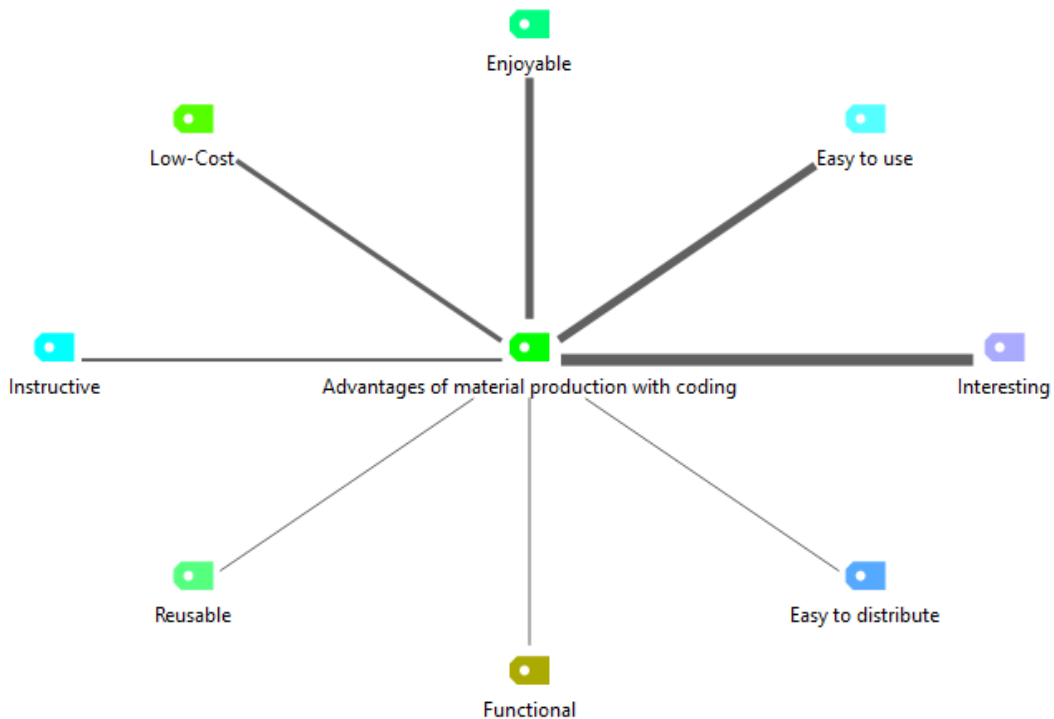 Enjoyable
Low-Cost
Easy to use
Instructive
Advantages of material production with coding
Interesting
Reusable
Easy to distribute
Functional